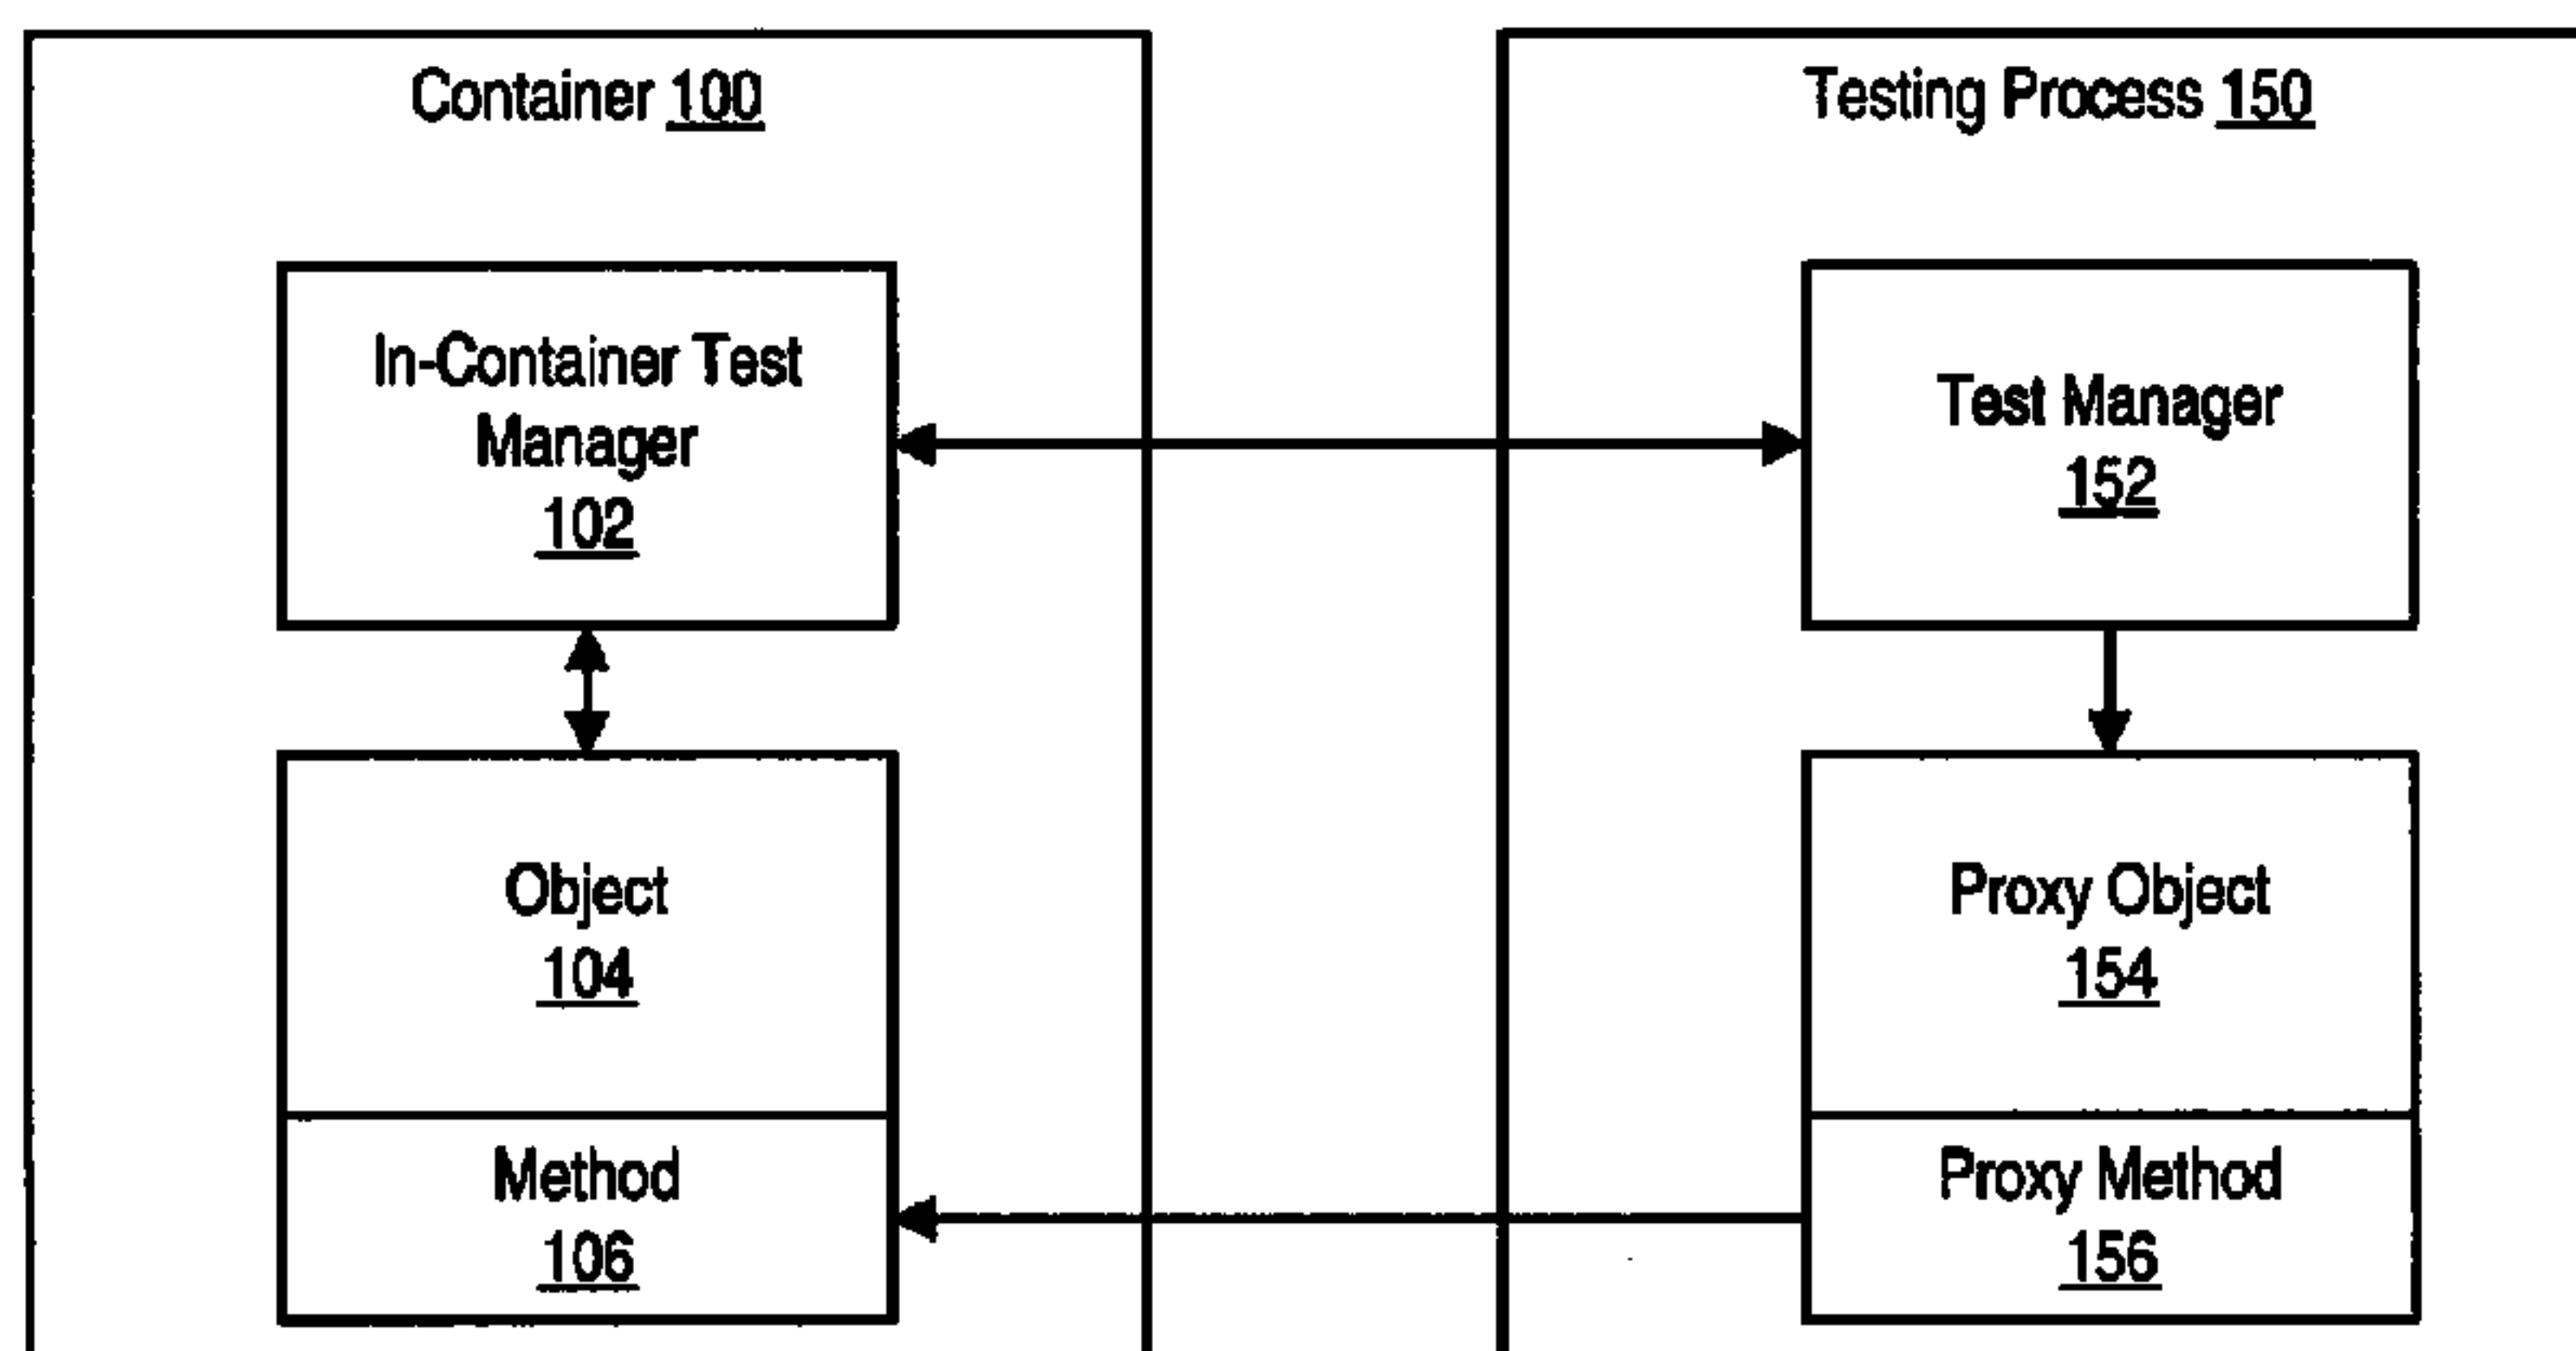 Container 100
In-Container Test
Manager
102
Object
104
Method
106
Testing Process 150
Test Manager
152
Proxy Object
154
Proxy Method
156